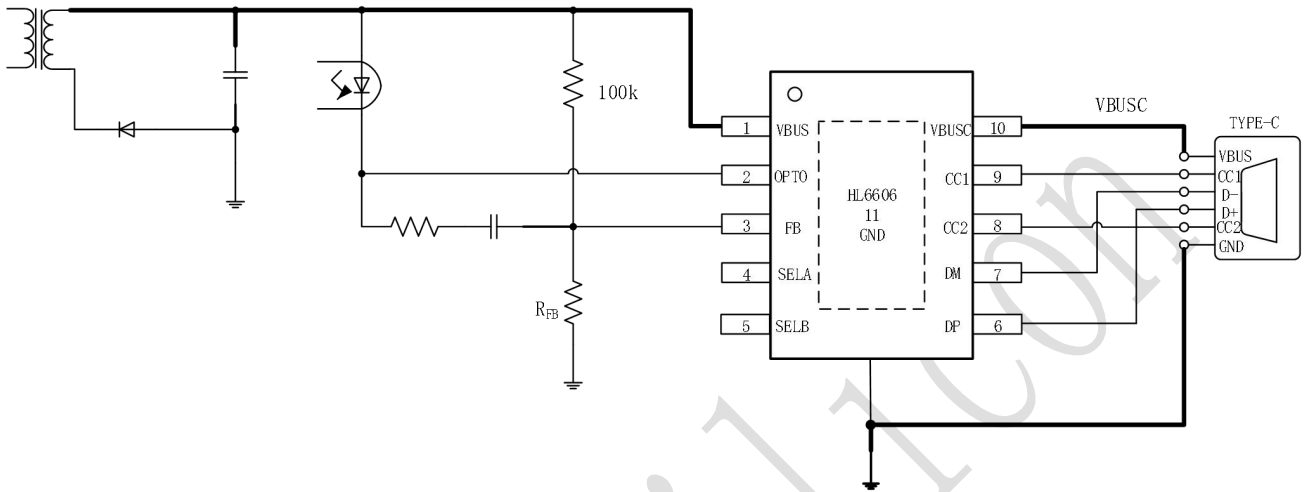 100k
R_FB
1
VBUS
2
OPTO
3
FB
4
SELA
5
SELB
HL6606
11
GND
VBUSC
10
CC1
9
CC2
8
DM
7
DP
6
VBUSC
TYPE-C
VBUS
CC1
D-
D+
CC2
GND